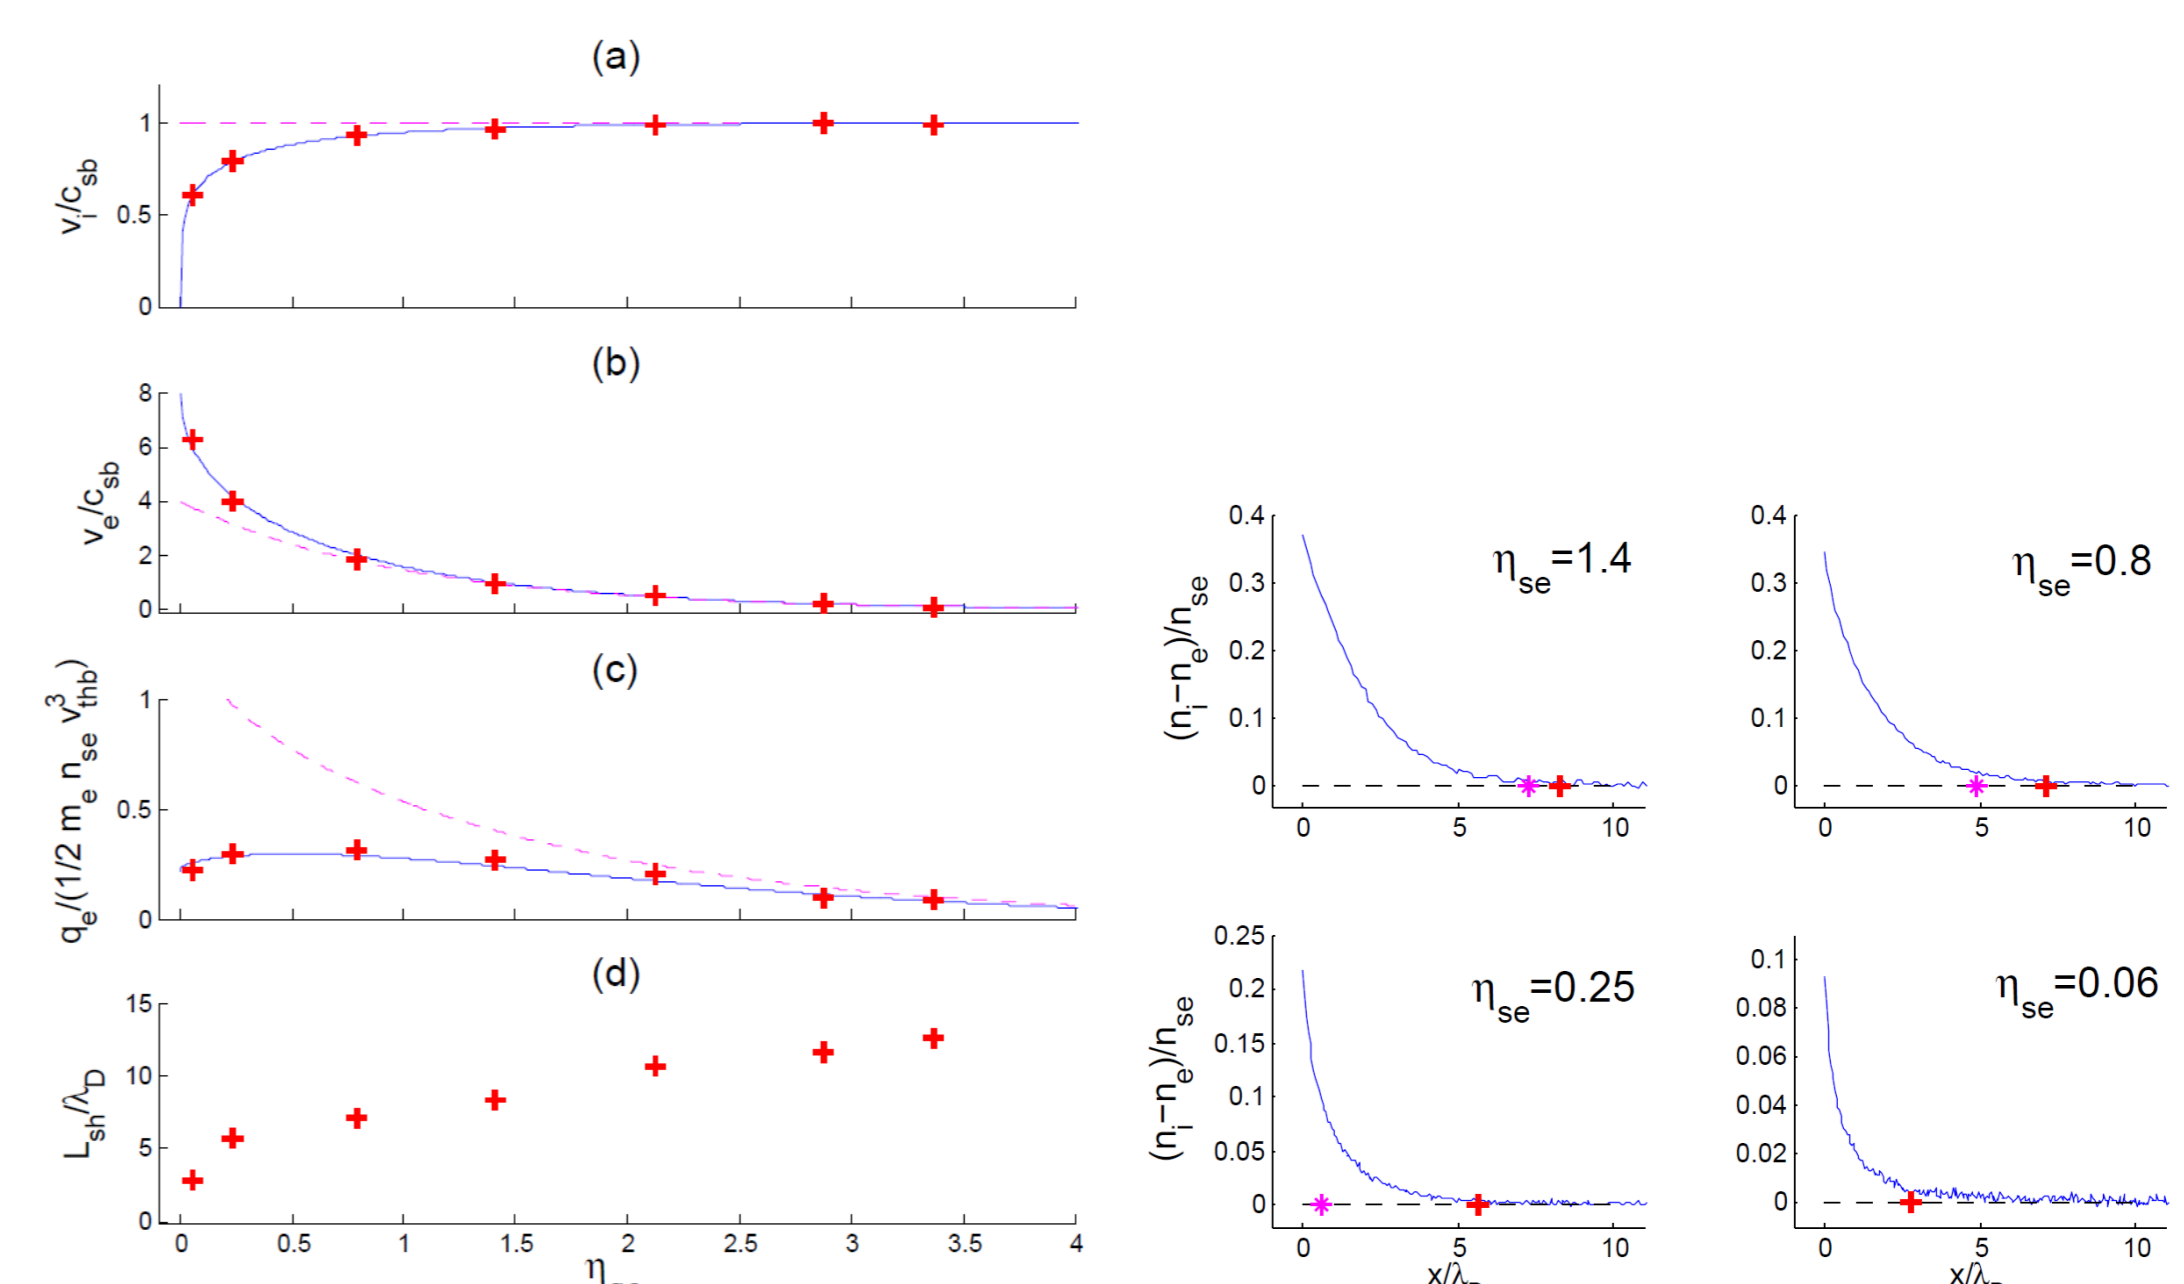 (a)
1
0.5
0
v_i/c_sb
(b)
8
6
4
2
0
v_e/c_sb
(c)
1
0.5
0
q_e/(1/2 m_e n_se v_thb^3)
(d)
15
10
5
0
L_sh/λ_D
0 0.5 1 1.5 2 2.5 3 3.5 4
η
η_se=1.4
0.4
0.3
0.2
0.1
0
(n_i−n_e)/n_se
0 5 10
η_se=0.8
0.4
0.3
0.2
0.1
0
0 5 10
η_se=0.25
0.25
0.2
0.15
0.1
0.05
0
(n_i−n_e)/n_se
0 5 10
x/λ
η_se=0.06
0.1
0.08
0.06
0.04
0.02
0
0 5 10
x/λ